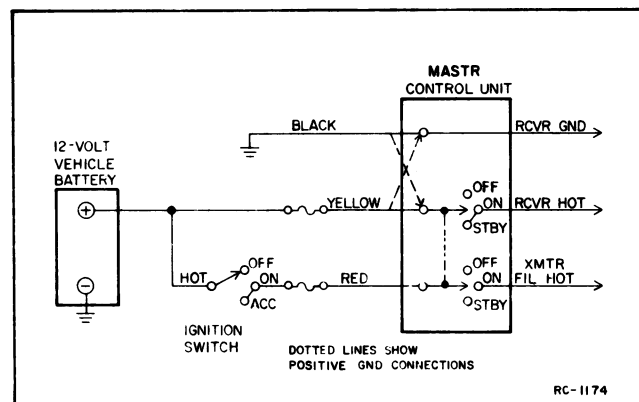 MASTR
CONTROL UNIT
BLACK
RCVR GND
12-VOLT
VEHICLE
BATTERY
+
OFF
ON
YELLOW
RCVR HOT
STBY
HOT
OFF
ON
ACC
RED
OFF
ON
STBY
XMTR
FIL HOT
−
IGNITION
SWITCH
DOTTED LINES SHOW
POSITIVE GND CONNECTIONS
RC-1174